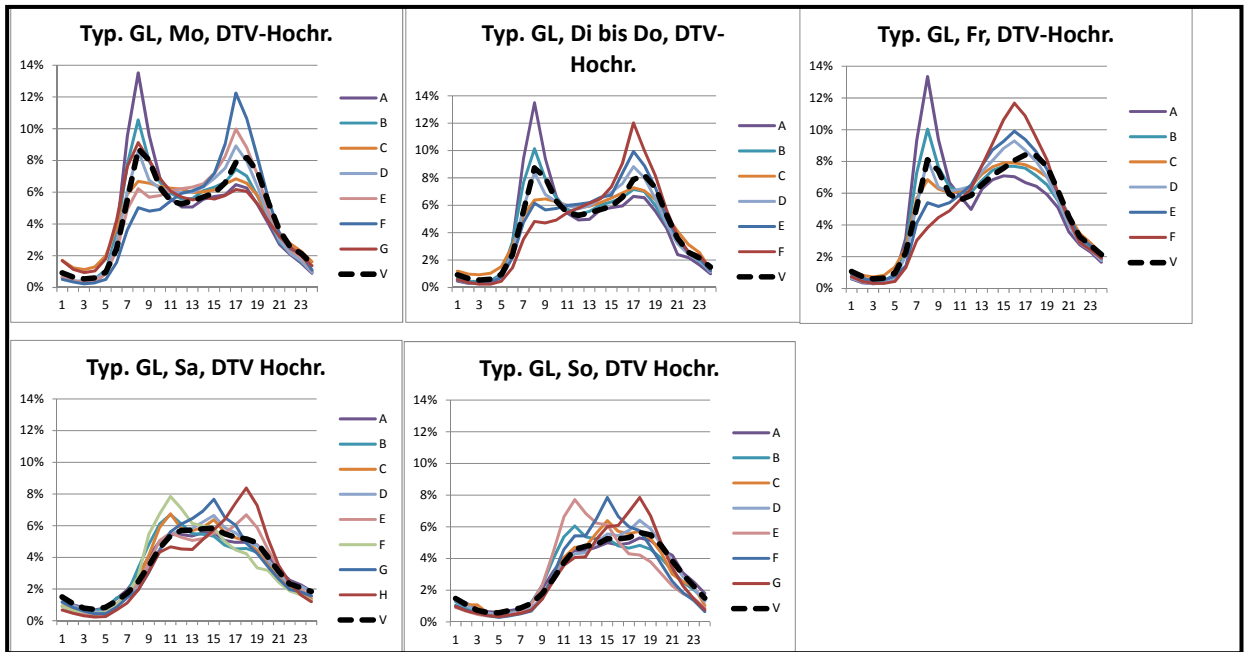 Typ. GL, Mo, DTV-Hochr.
14%
12%
10%
8%
6%
4%
2%
0%
1 3 5 7 9 11 13 15 17 19 21 23
A
B
C
D
E
F
G
V
Typ. GL, Di bis Do, DTV-
Hochr.
14%
12%
10%
8%
6%
4%
2%
0%
1 3 5 7 9 11 13 15 17 19 21 23
A
B
C
D
E
F
V
Typ. GL, Fr, DTV-Hochr.
14%
12%
10%
8%
6%
4%
2%
0%
1 3 5 7 9 11 13 15 17 19 21 23
A
B
C
D
E
F
V
Typ. GL, Sa, DTV Hochr.
14%
12%
10%
8%
6%
4%
2%
0%
1 3 5 7 9 11 13 15 17 19 21 23
A
B
C
D
E
F
G
H
V
Typ. GL, So, DTV Hochr.
14%
12%
10%
8%
6%
4%
2%
0%
1 3 5 7 9 11 13 15 17 19 21 23
A
B
C
D
E
F
G
V